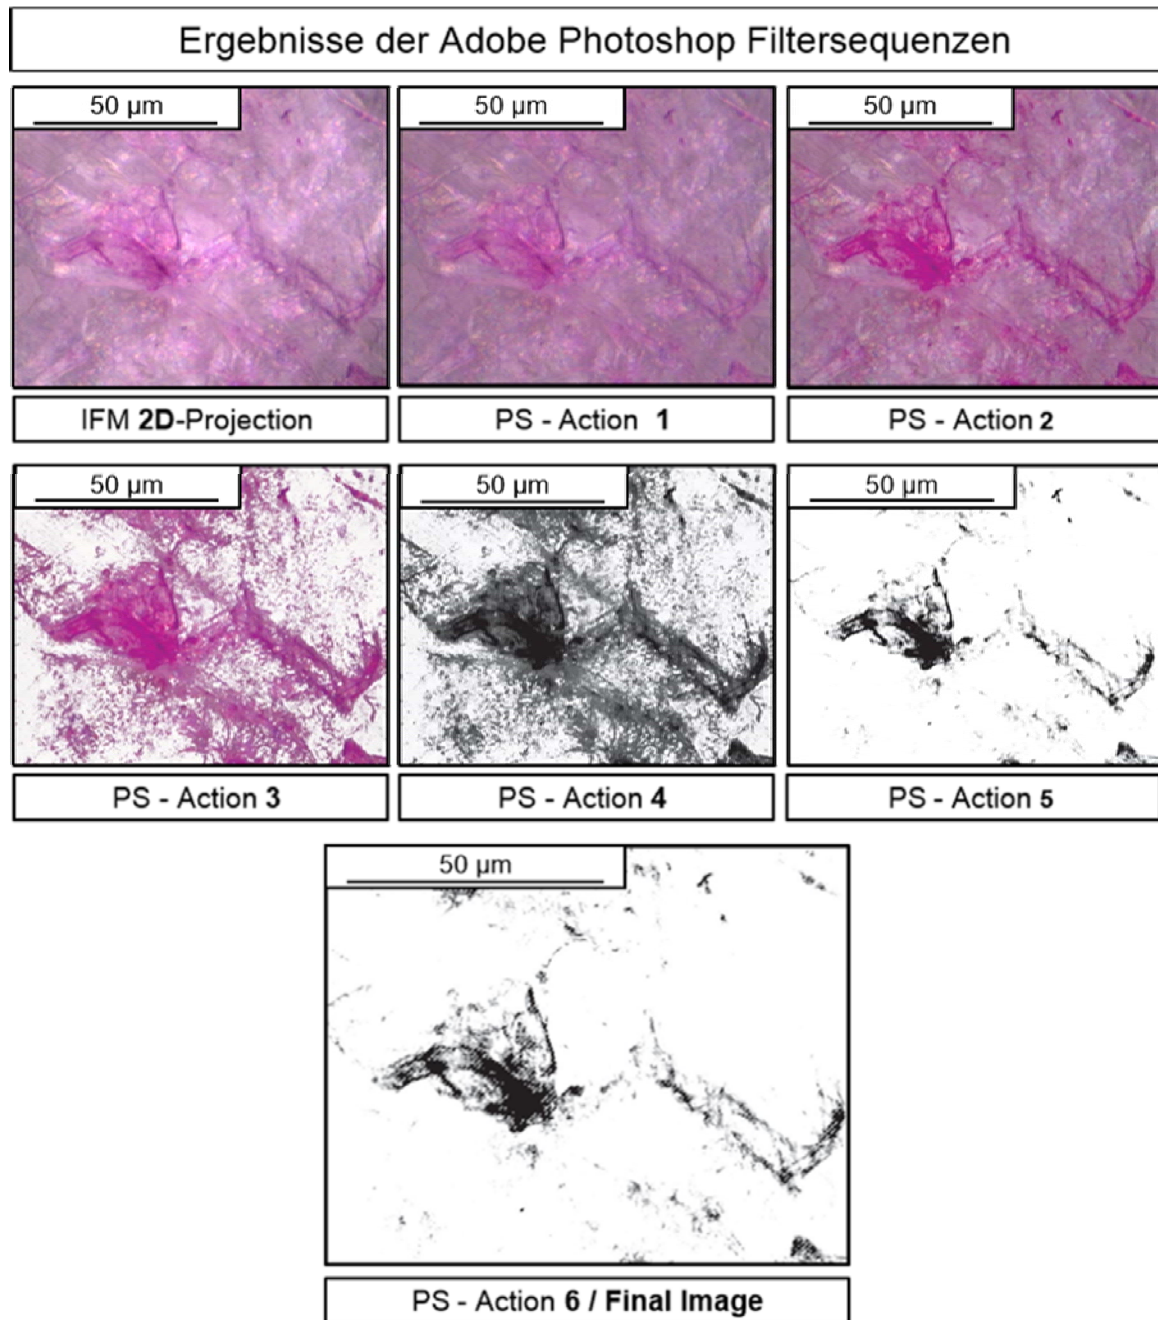 Ergebnisse der Adobe Photoshop Filtersequenzen
50 µm
50 µm
50 µm
IFM 2D-Projection
PS - Action 1
PS - Action 2
50 µm
50 µm
50 µm
PS - Action 3
PS - Action 4
PS - Action 5
50 µm
PS - Action 6 / Final Image